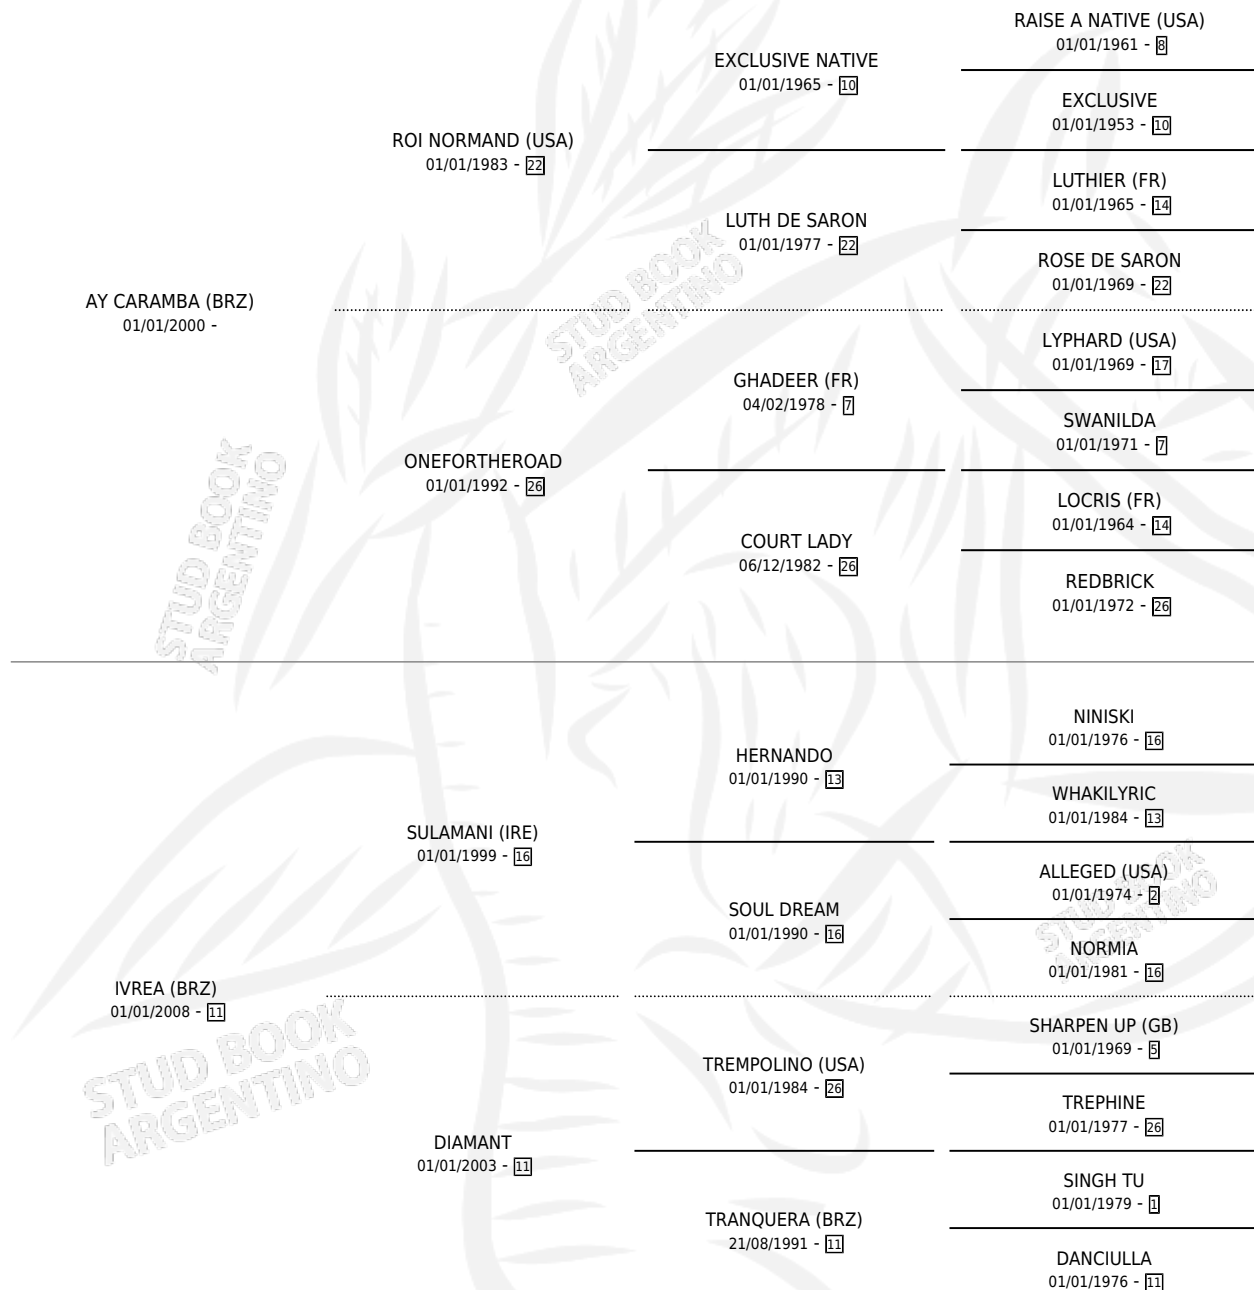 RAISE A NATIVE (USA)
01/01/1961 - 8
EXCLUSIVE NATIVE
01/01/1965 - 10
EXCLUSIVE
01/01/1953 - 10
ROI NORMAND (USA)
01/01/1983 - 22
LUTHIER (FR)
01/01/1965 - 14
LUTH DE SARON
01/01/1977 - 22
ROSE DE SARON
01/01/1969 - 22
AY CARAMBA (BRZ)
01/01/2000 -
LYPHARD (USA)
01/01/1969 - 17
GHADEER (FR)
04/02/1978 - 7
SWANILDA
01/01/1971 - 7
ONEFORTHEROAD
01/01/1992 - 26
LOCRIS (FR)
01/01/1964 - 14
COURT LADY
06/12/1982 - 26
REDBRICK
01/01/1972 - 26
NINISKI
01/01/1976 - 16
HERNANDO
01/01/1990 - 13
WHAKILYRIC
01/01/1984 - 13
SULAMANI (IRE)
01/01/1999 - 16
ALLEGED (USA)
01/01/1974 - 2
SOUL DREAM
01/01/1990 - 16
NORMIA
01/01/1981 - 16
IVREA (BRZ)
01/01/2008 - 11
SHARPEN UP (GB)
01/01/1969 - 5
TREMPOLINO (USA)
01/01/1984 - 26
TREPHINE
01/01/1977 - 26
DIAMANT
01/01/2003 - 11
SINGH TU
01/01/1979 - 1
TRANQUERA (BRZ)
21/08/1991 - 11
DANCIULLA
01/01/1976 - 11
STUD BOOK
ARGENTINO
STUD BOOK
ARGENTINO
STUD BOOK
ARGENTINO
STUD BOOK
ARGENTINO